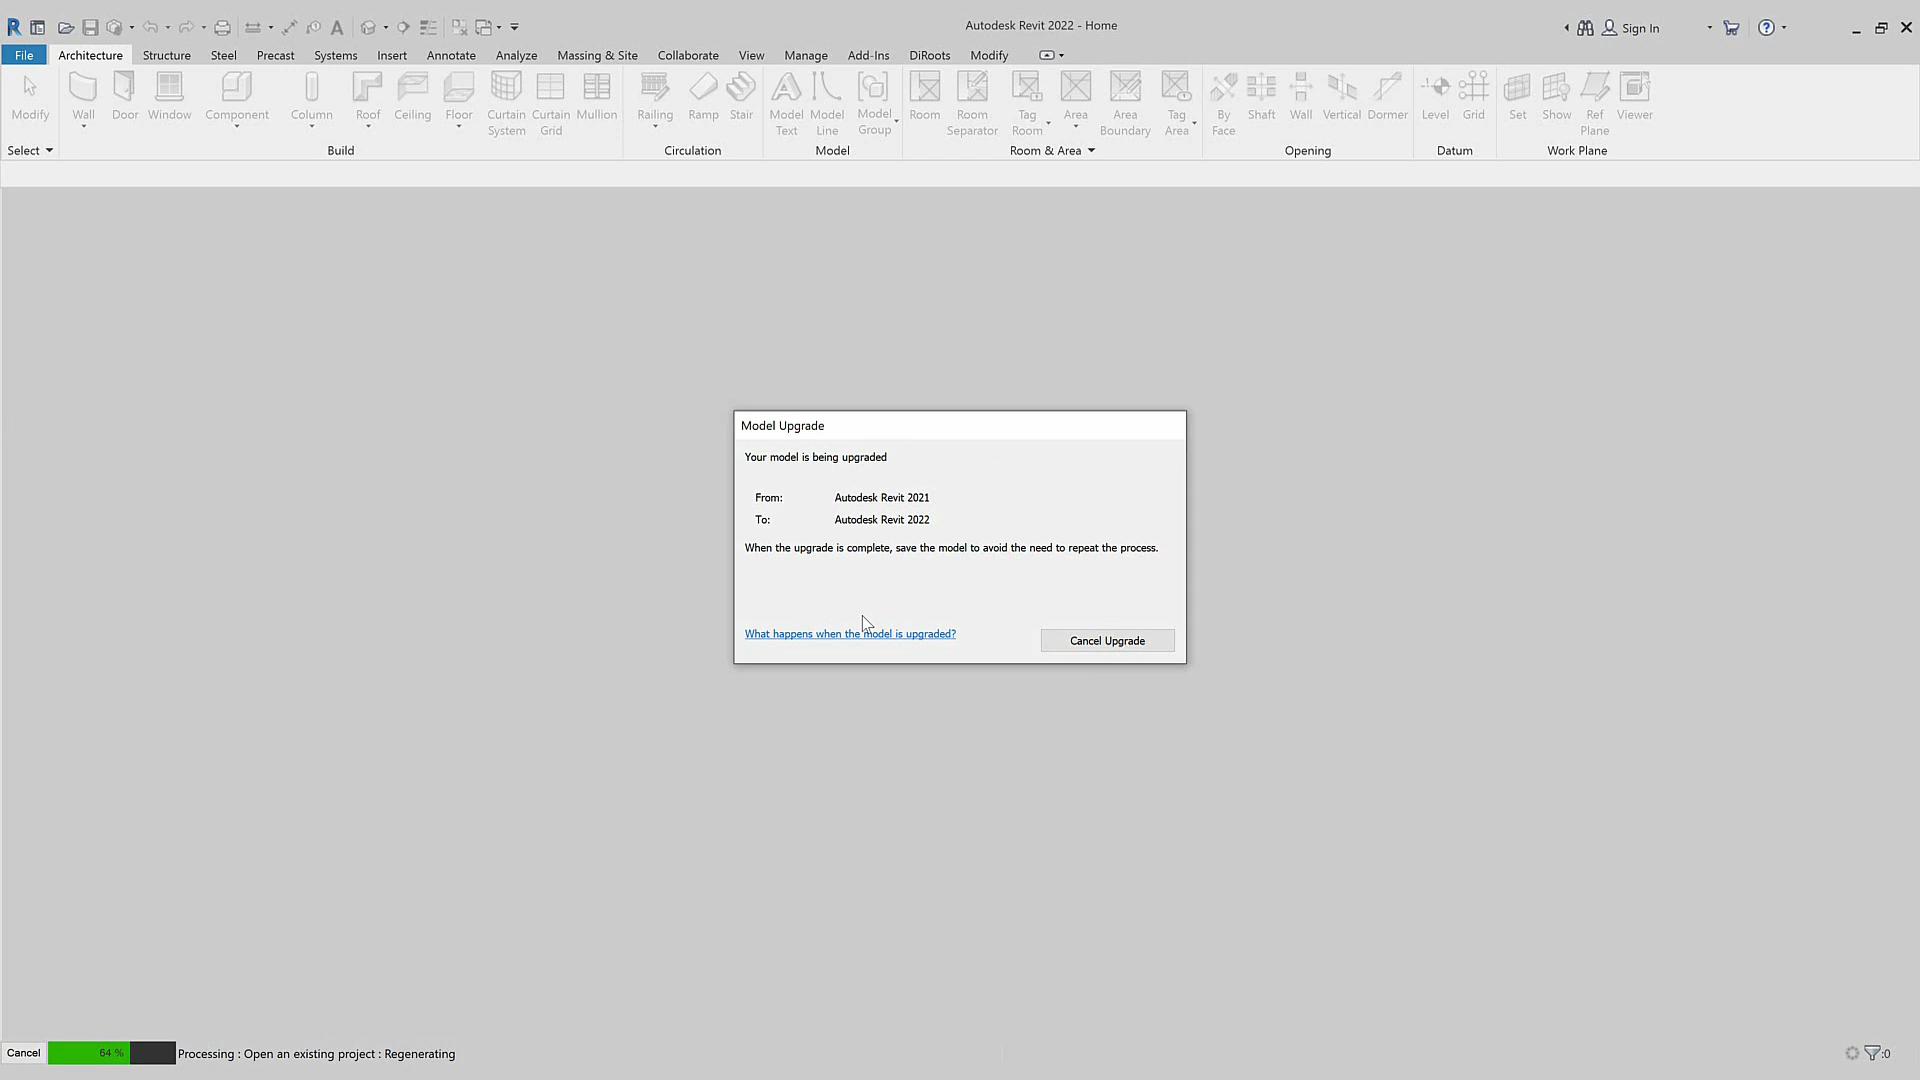 Autodesk Revit 2022 - Home
Sign In
File Architecture Structure Steel Precast Systems Insert Annotate Analyze Massing & Site Collaborate View Manage Add-Ins DiRoots Modify
Modify Wall Door Window Component Column Roof Ceiling Floor Curtain System Curtain Grid Mullion Railing Ramp Stair Model Text Model Line Model Group Room Room Separator Tag Room Area Area Boundary Tag Area By Face Shaft Wall Vertical Dormer Level Grid Set Show Ref Plane Viewer
Select Build Circulation Model Room & Area Opening Datum Work Plane
Model Upgrade
Your model is being upgraded
From: Autodesk Revit 2021
To: Autodesk Revit 2022
When the upgrade is complete, save the model to avoid the need to repeat the process.
What happens when the model is upgraded?
Cancel Upgrade
Cancel 64 % Processing : Open an existing project : Regenerating
:0